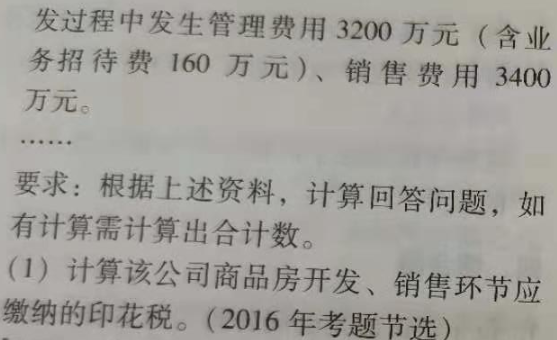 发过程中发生管理费用 3200 万元（含业
务招待费 160 万元）、销售费用 3400
万元。
……
要求：根据上述资料，计算回答问题，如
有计算需计算出合计数。
(1) 计算该公司商品房开发、销售环节应
缴纳的印花税。（2016 年考题节选）